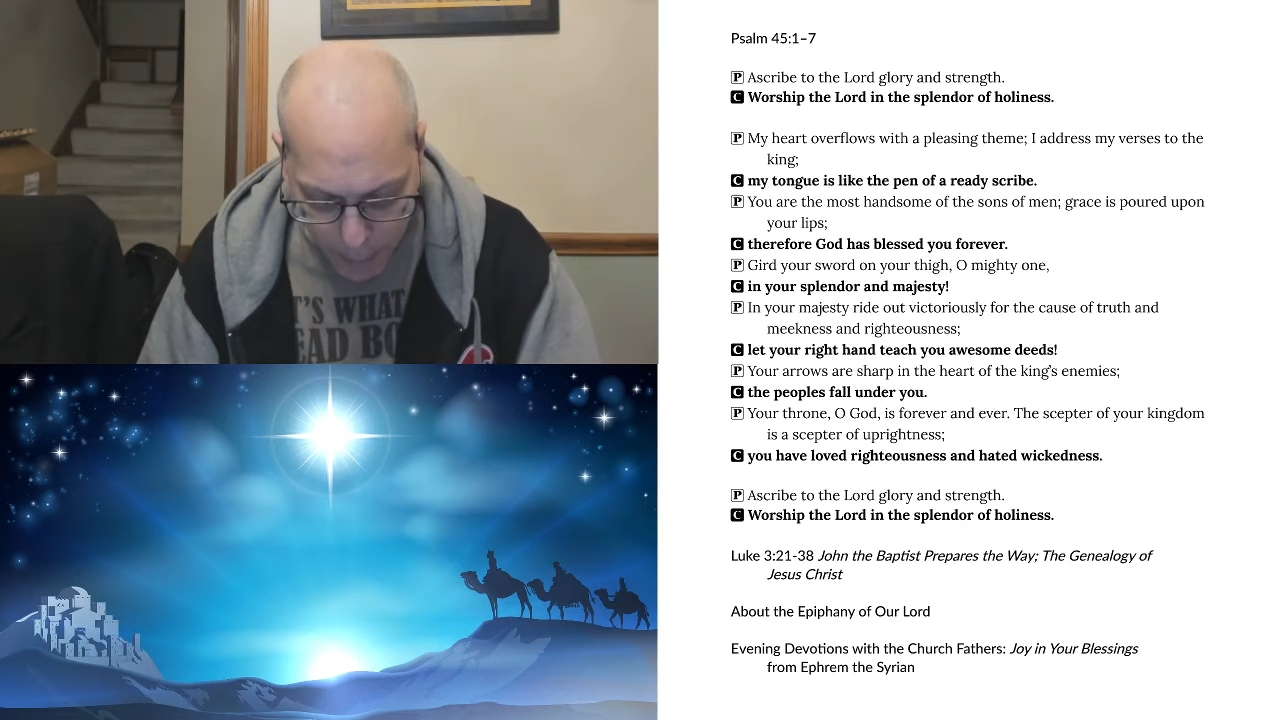 T'S WHAT
EAD BO
Psalm 45:1–7
P Ascribe to the Lord glory and strength.
C Worship the Lord in the splendor of holiness.
P My heart overflows with a pleasing theme; I address my verses to the
king;
C my tongue is like the pen of a ready scribe.
P You are the most handsome of the sons of men; grace is poured upon
your lips;
C therefore God has blessed you forever.
P Gird your sword on your thigh, O mighty one,
C in your splendor and majesty!
P In your majesty ride out victoriously for the cause of truth and
meekness and righteousness;
C let your right hand teach you awesome deeds!
P Your arrows are sharp in the heart of the king's enemies;
C the peoples fall under you.
P Your throne, O God, is forever and ever. The scepter of your kingdom
is a scepter of uprightness;
C you have loved righteousness and hated wickedness.
P Ascribe to the Lord glory and strength.
C Worship the Lord in the splendor of holiness.
Luke 3:21-38 John the Baptist Prepares the Way; The Genealogy of
Jesus Christ
About the Epiphany of Our Lord
Evening Devotions with the Church Fathers: Joy in Your Blessings
from Ephrem the Syrian